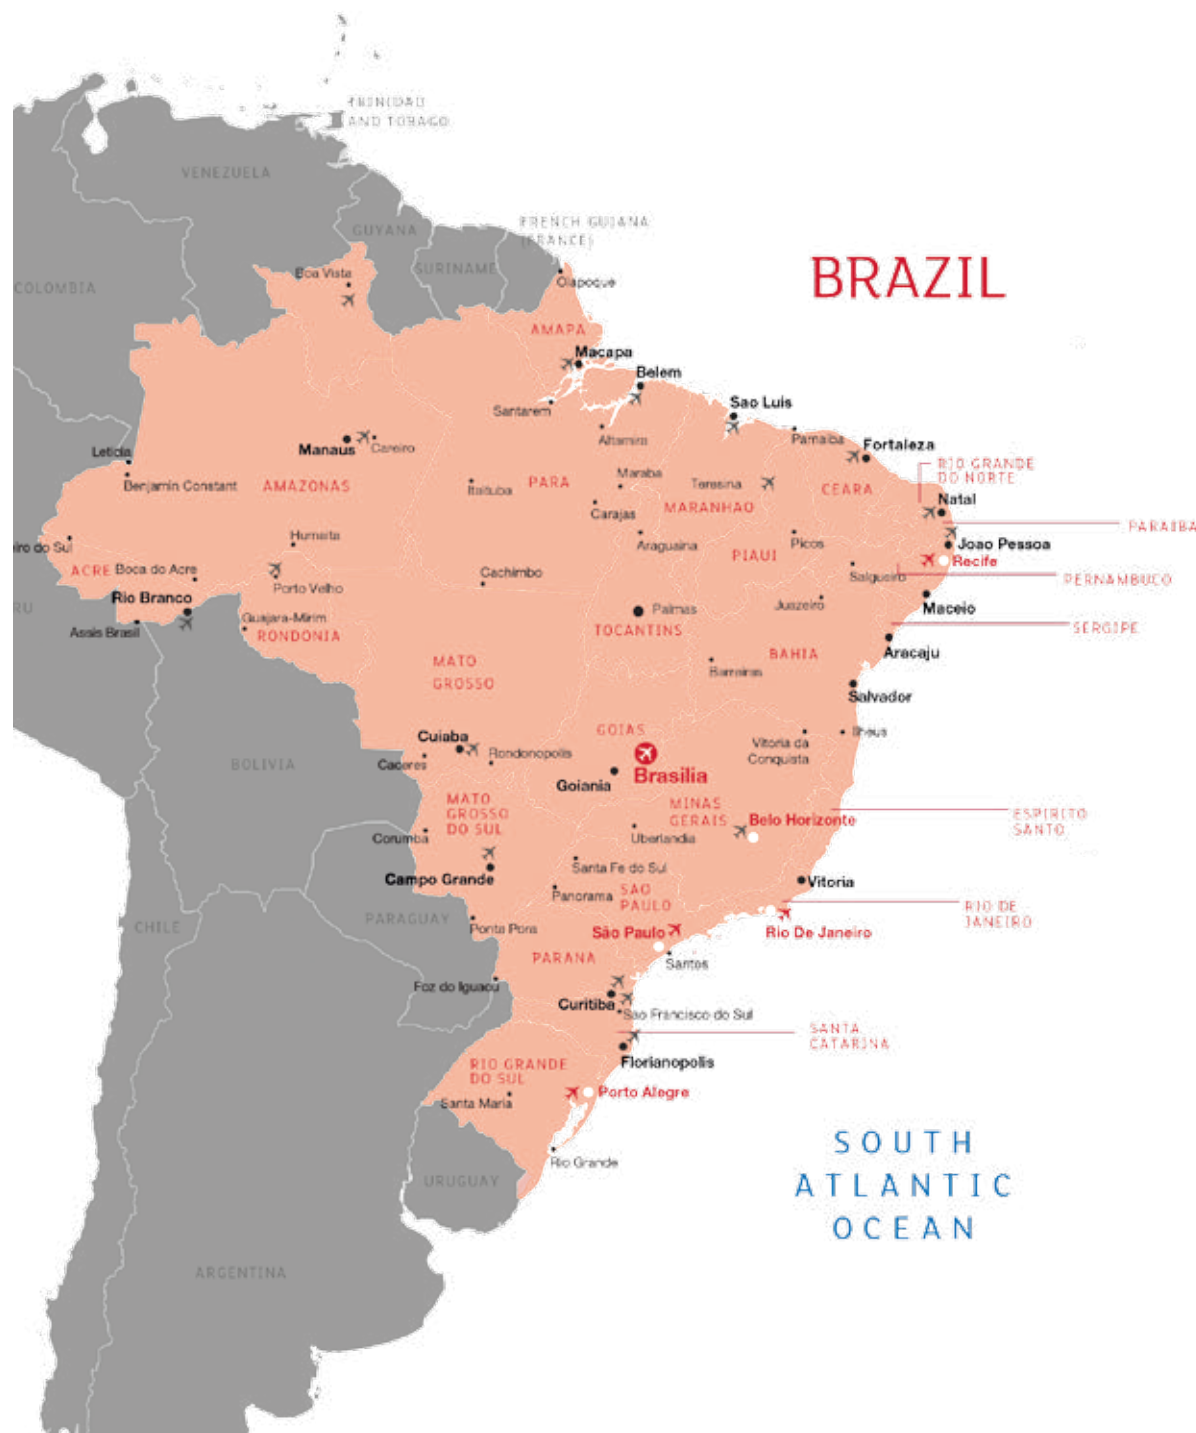 TRINIDAD
AND TOBAGO
VENEZUELA
GUYANA
FRENCH GUIANA
(FRANCE)
SURINAME
COLOMBIA
BRAZIL
Boa Vista
Oiapoque
AMAPA
Macapa
Belem
Santarem
Sao Luis
Altamira
Parnaiba
Fortaleza
Manaus
Careiro
Leticia
Benjamin Constant
AMAZONAS
Itaituba
PARA
Maraba
Teresina
CEARA
RIO GRANDE
DO NORTE
Natal
MARANHAO
Carajas
PARAIBA
Humaita
Araguaina
PIAUI
Picos
Joao Pessoa
Recife
iro do Sul
ACRE
Boca do Acre
Porto Velho
Cachimbo
Salgueiro
PERNAMBUCO
RU
Rio Branco
Palmas
Juazeiro
Maceio
Assis Brasil
Guajara-Mirim
RONDONIA
TOCANTINS
SERGIPE
MATO
GROSSO
BAHIA
Aracaju
Barreiras
Salvador
Cuiaba
Rondonopolis
GOIAS
Vitoria da
Conquista
Ilheus
BOLIVIA
Caceres
Goiania
Brasilia
MATO
GROSSO
DO SUL
MINAS
GERAIS
Belo Horizonte
ESPIRITO
SANTO
Corumba
Uberlandia
Campo Grande
Santa Fe do Sul
Panorama
SAO
PAULO
Vitoria
CHILE
PARAGUAY
Ponta Pora
São Paulo
Rio De Janeiro
RIO DE
JANEIRO
PARANA
Santos
Foz do Iguacu
Curitiba
Sao Francisco do Sul
SANTA
CATARINA
Florianopolis
RIO GRANDE
DO SUL
Santa Maria
Porto Alegre
Rio Grande
URUGUAY
SOUTH
ATLANTIC
OCEAN
ARGENTINA